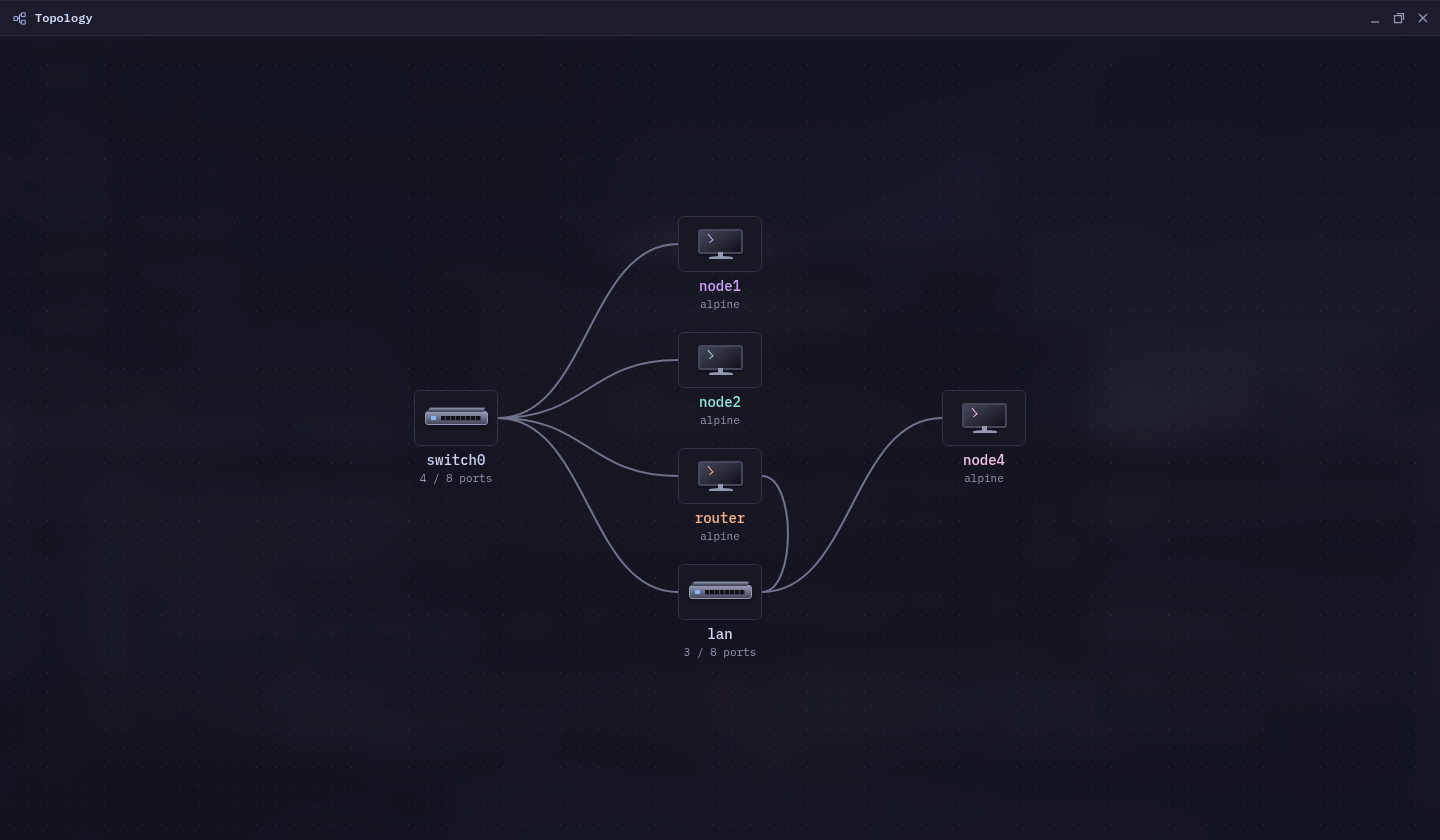 Topology
node1
alpine
node2
alpine
switch0
4 / 8 ports
node4
alpine
router
alpine
lan
3 / 8 ports